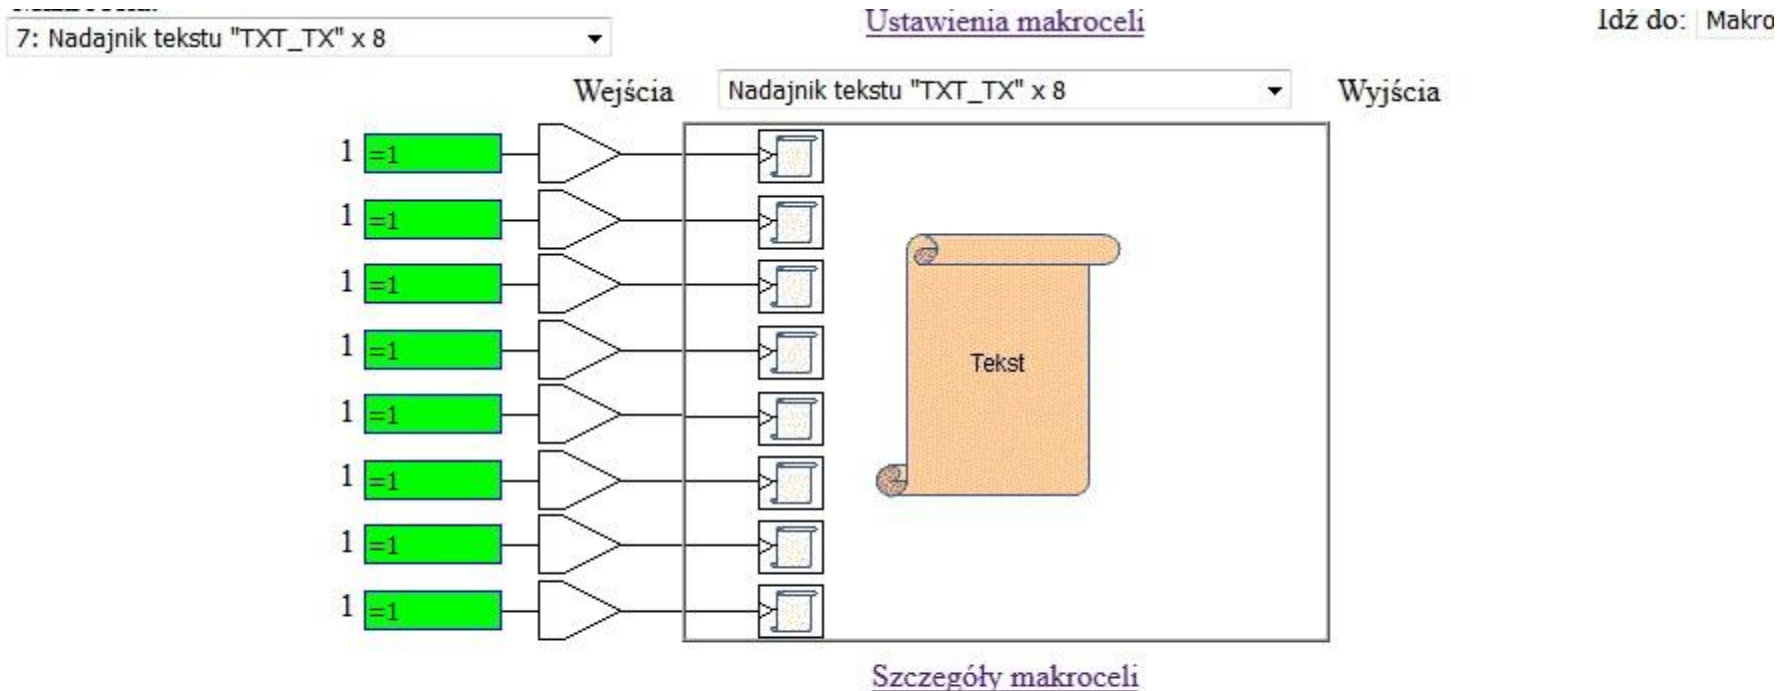 7: Nadajnik tekstu "TXT_TX" x 8
Ustawienia makroceli
Idź do: Makro
Wejścia
Nadajnik tekstu "TXT_TX" x 8
Wyjścia
1 =1
1 =1
1 =1
1 =1
Tekst
1 =1
1 =1
1 =1
1 =1
Szczegóły makroceli